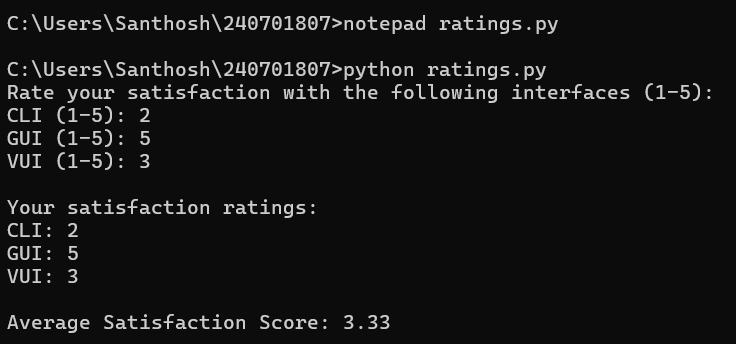 C:\Users\Santhosh\240701807>notepad ratings.py
C:\Users\Santhosh\240701807>python ratings.py
Rate your satisfaction with the following interfaces (1-5):
CLI (1-5): 2
GUI (1-5): 5
VUI (1-5): 3
Your satisfaction ratings:
CLI: 2
GUI: 5
VUI: 3
Average Satisfaction Score: 3.33